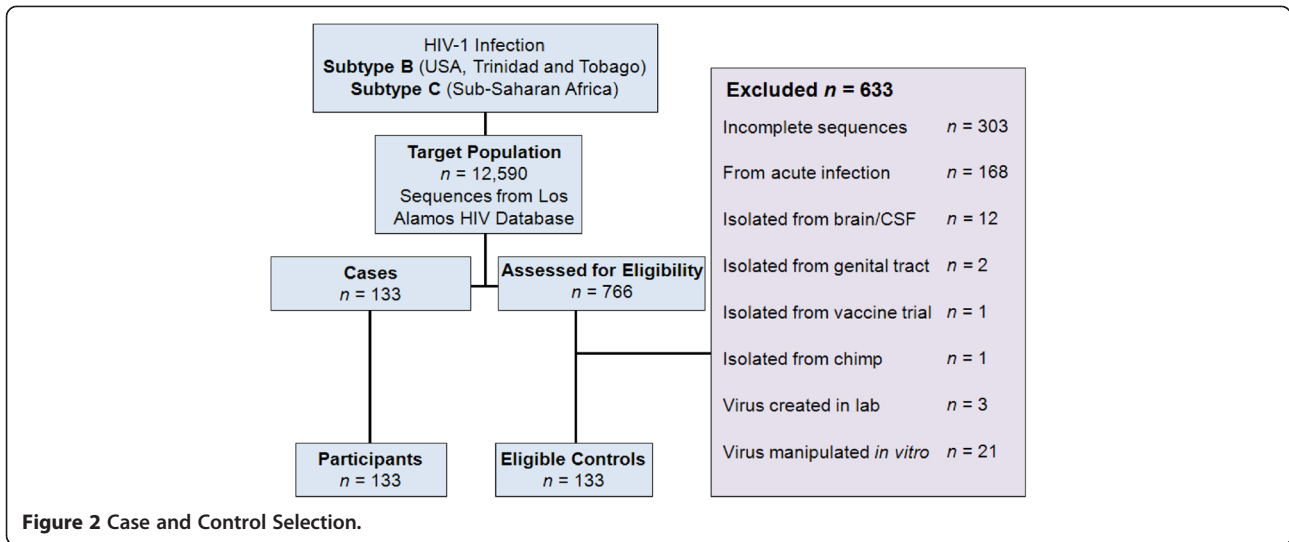 HIV-1 Infection
Subtype B (USA, Trinidad and Tobago)
Subtype C (Sub-Saharan Africa)
Target Population
n = 12,590
Sequences from Los
Alamos HIV Database
Cases
n = 133
Assessed for Eligibility
n = 766
Excluded n = 633
Incomplete sequences n = 303
From acute infection n = 168
Isolated from brain/CSF n = 12
Isolated from genital tract n = 2
Isolated from vaccine trial n = 1
Isolated from chimp n = 1
Virus created in lab n = 3
Virus manipulated in vitro n = 21
Participants
n = 133
Eligible Controls
n = 133
Figure 2 Case and Control Selection.